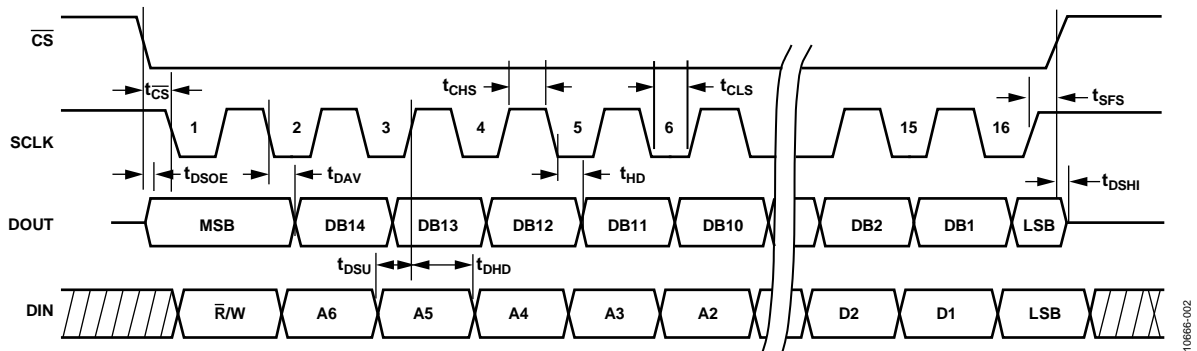 CS
tCS
tCHS
tCLS
tSFS
SCLK
1
2
3
4
5
6
15
16
tDSOE
tDAV
tHD
tDSHI
DOUT
MSB
DB14
DB13
DB12
DB11
DB10
DB2
DB1
LSB
tDSU
tDHD
DIN
R/W
A6
A5
A4
A3
A2
D2
D1
LSB
10666-002